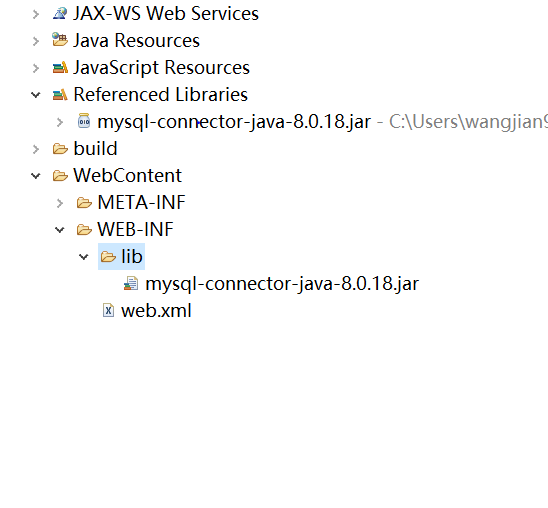 JAX-WS Web Services
Java Resources
JavaScript Resources
Referenced Libraries
mysql-connector-java-8.0.18.jar - C:\Users\wangjian9
build
WebContent
META-INF
WEB-INF
lib
mysql-connector-java-8.0.18.jar
web.xml